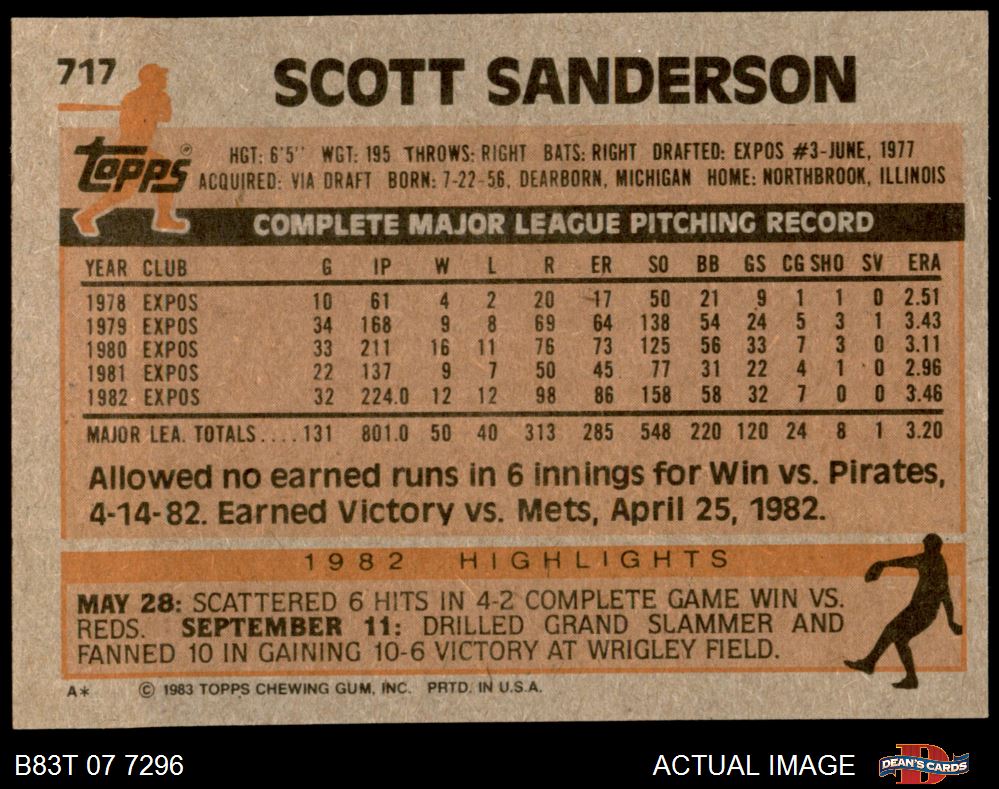 717
SCOTT SANDERSON
Topps®
HGT: 6'5" WGT: 195 THROWS: RIGHT BATS: RIGHT DRAFTED: EXPOS #3-JUNE, 1977
ACQUIRED: VIA DRAFT BORN: 7-22-56, DEARBORN, MICHIGAN HOME: NORTHBROOK, ILLINOIS
COMPLETE MAJOR LEAGUE PITCHING RECORD
YEAR CLUB G IP W L R ER SO BB GS CG SHO SV ERA
1978 EXPOS 10 61 4 2 20 17 50 21 9 1 1 0 2.51
1979 EXPOS 34 168 9 8 69 64 138 54 24 5 3 1 3.43
1980 EXPOS 33 211 16 11 76 73 125 56 33 7 3 0 3.11
1981 EXPOS 22 137 9 7 50 45 77 31 22 4 1 0 2.96
1982 EXPOS 32 224.0 12 12 98 86 158 58 32 7 0 0 3.46
MAJOR LEA. TOTALS.... 131 801.0 50 40 313 285 548 220 120 24 8 1 3.20
Allowed no earned runs in 6 innings for Win vs. Pirates,
4-14-82. Earned Victory vs. Mets, April 25, 1982.
1982 HIGHLIGHTS
MAY 28: SCATTERED 6 HITS IN 4-2 COMPLETE GAME WIN VS.
REDS. SEPTEMBER 11: DRILLED GRAND SLAMMER AND
FANNED 10 IN GAINING 10-6 VICTORY AT WRIGLEY FIELD.
A* © 1983 TOPPS CHEWING GUM, INC. PRTD. IN U.S.A.
B83T 07 7296 ACTUAL IMAGE D DEAN'S CARDS